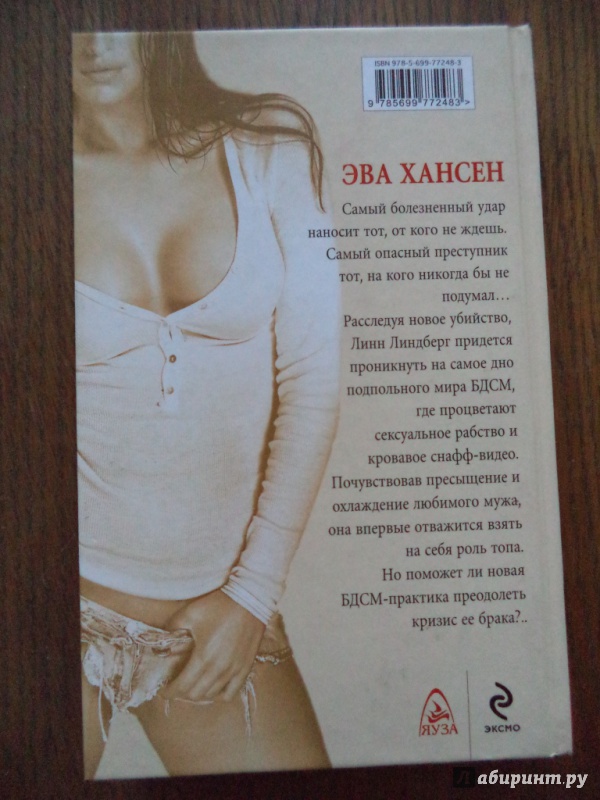 ISBN 978-5-699-77248-3
9 785699 772483>
ЭВА ХАНСЕН
Самый болезненный удар
наносит тот, от кого не ждешь.
Самый опасный преступник
тот, на кого никогда бы не
подумал…
Расследуя новое убийство,
Линн Линдберг придется
проникнуть на самое дно
подпольного мира БДСМ,
где процветают
сексуальное рабство и
кровавое снафф-видео.
Почувствовав пресыщение и
охлаждение любимого мужа,
она впервые отважится взять
на себя роль топа.
Но поможет ли новая
БДСМ-практика преодолеть
кризис ее брака?..
ЯУЗА
ЭКСМО
абиринт.ру